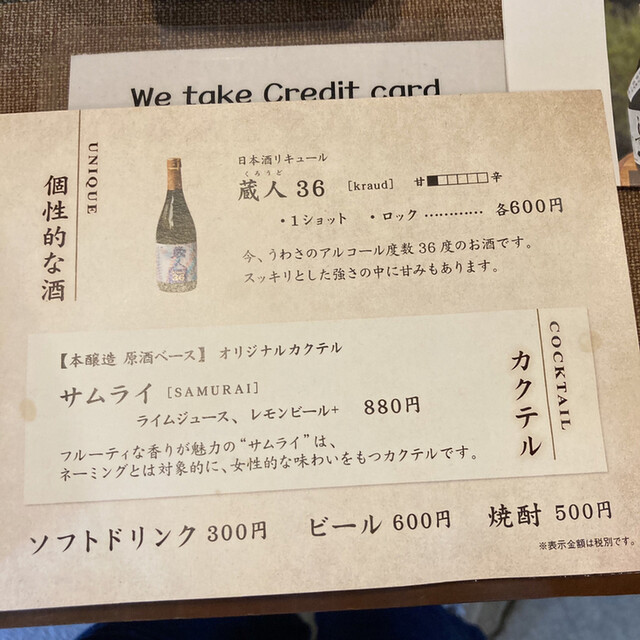 We take Credit card
UNIQUE
個性的な酒
日本酒リキュール
くろうど
蔵人 36 [kraud] 甘 辛
・1ショット ・ロック ………… 各600円
今、うわさのアルコール度数36度のお酒です。
スッキリとした強さの中に甘みもあります。
COCKTAIL
カクテル
【本醸造 原酒ベース】 オリジナルカクテル
サムライ [SAMURAI]
ライムジュース、レモンビール+ 880円
フルーティな香りが魅力の“サムライ”は、
ネーミングとは対象的に、女性的な味わいをもつカクテルです。
ソフトドリンク 300円 ビール 600円 焼酎 500円
※表示金額は税別です。